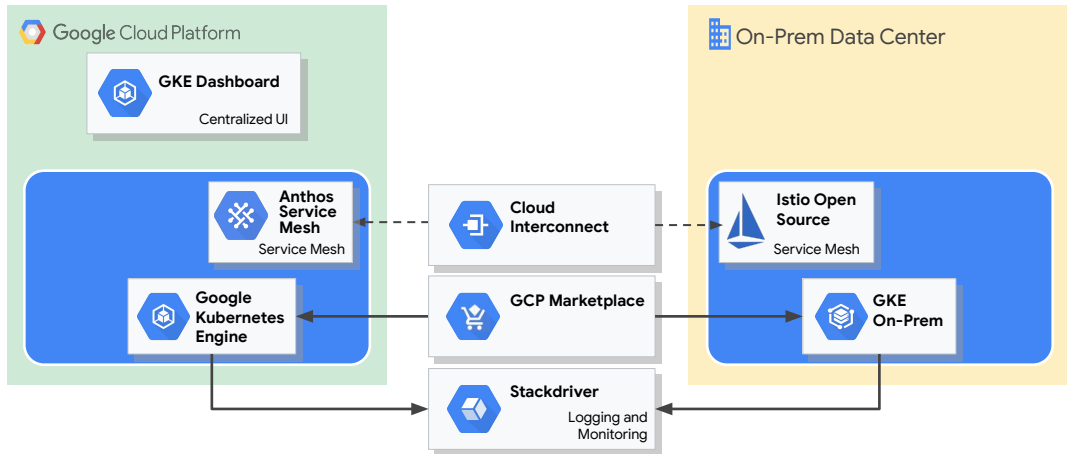 Google Cloud Platform
On-Prem Data Center
GKE Dashboard
Centralized UI
Anthos
Service
Mesh
Service Mesh
Cloud
Interconnect
Istio Open
Source
Service Mesh
Google
Kubernetes
Engine
GCP Marketplace
GKE
On-Prem
Stackdriver
Logging and
Monitoring